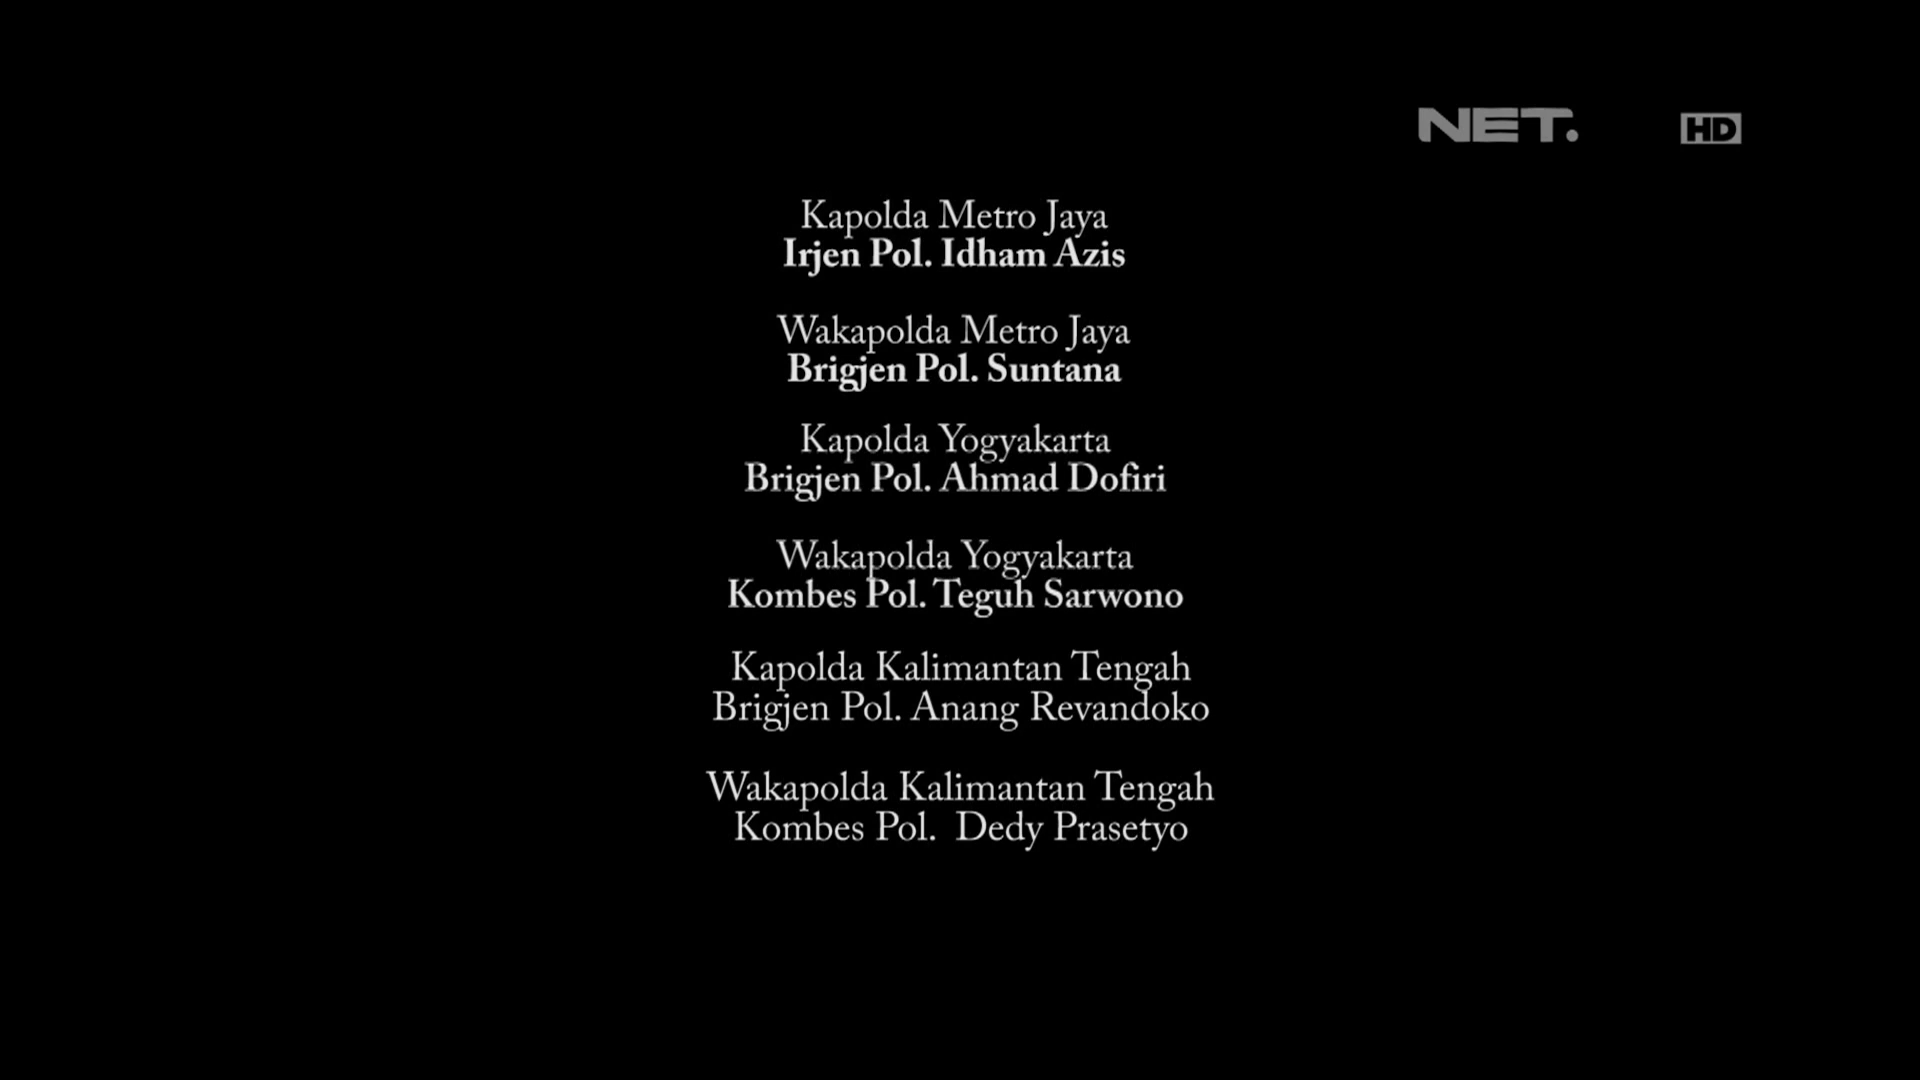 NET.
HD
Kapolda Metro Jaya
Irjen Pol. Idham Azis
Wakapolda Metro Jaya
Brigjen Pol. Suntana
Kapolda Yogyakarta
Brigjen Pol. Ahmad Dofiri
Wakapolda Yogyakarta
Kombes Pol. Teguh Sarwono
Kapolda Kalimantan Tengah
Brigjen Pol. Anang Revandoko
Wakapolda Kalimantan Tengah
Kombes Pol. Dedy Prasetyo